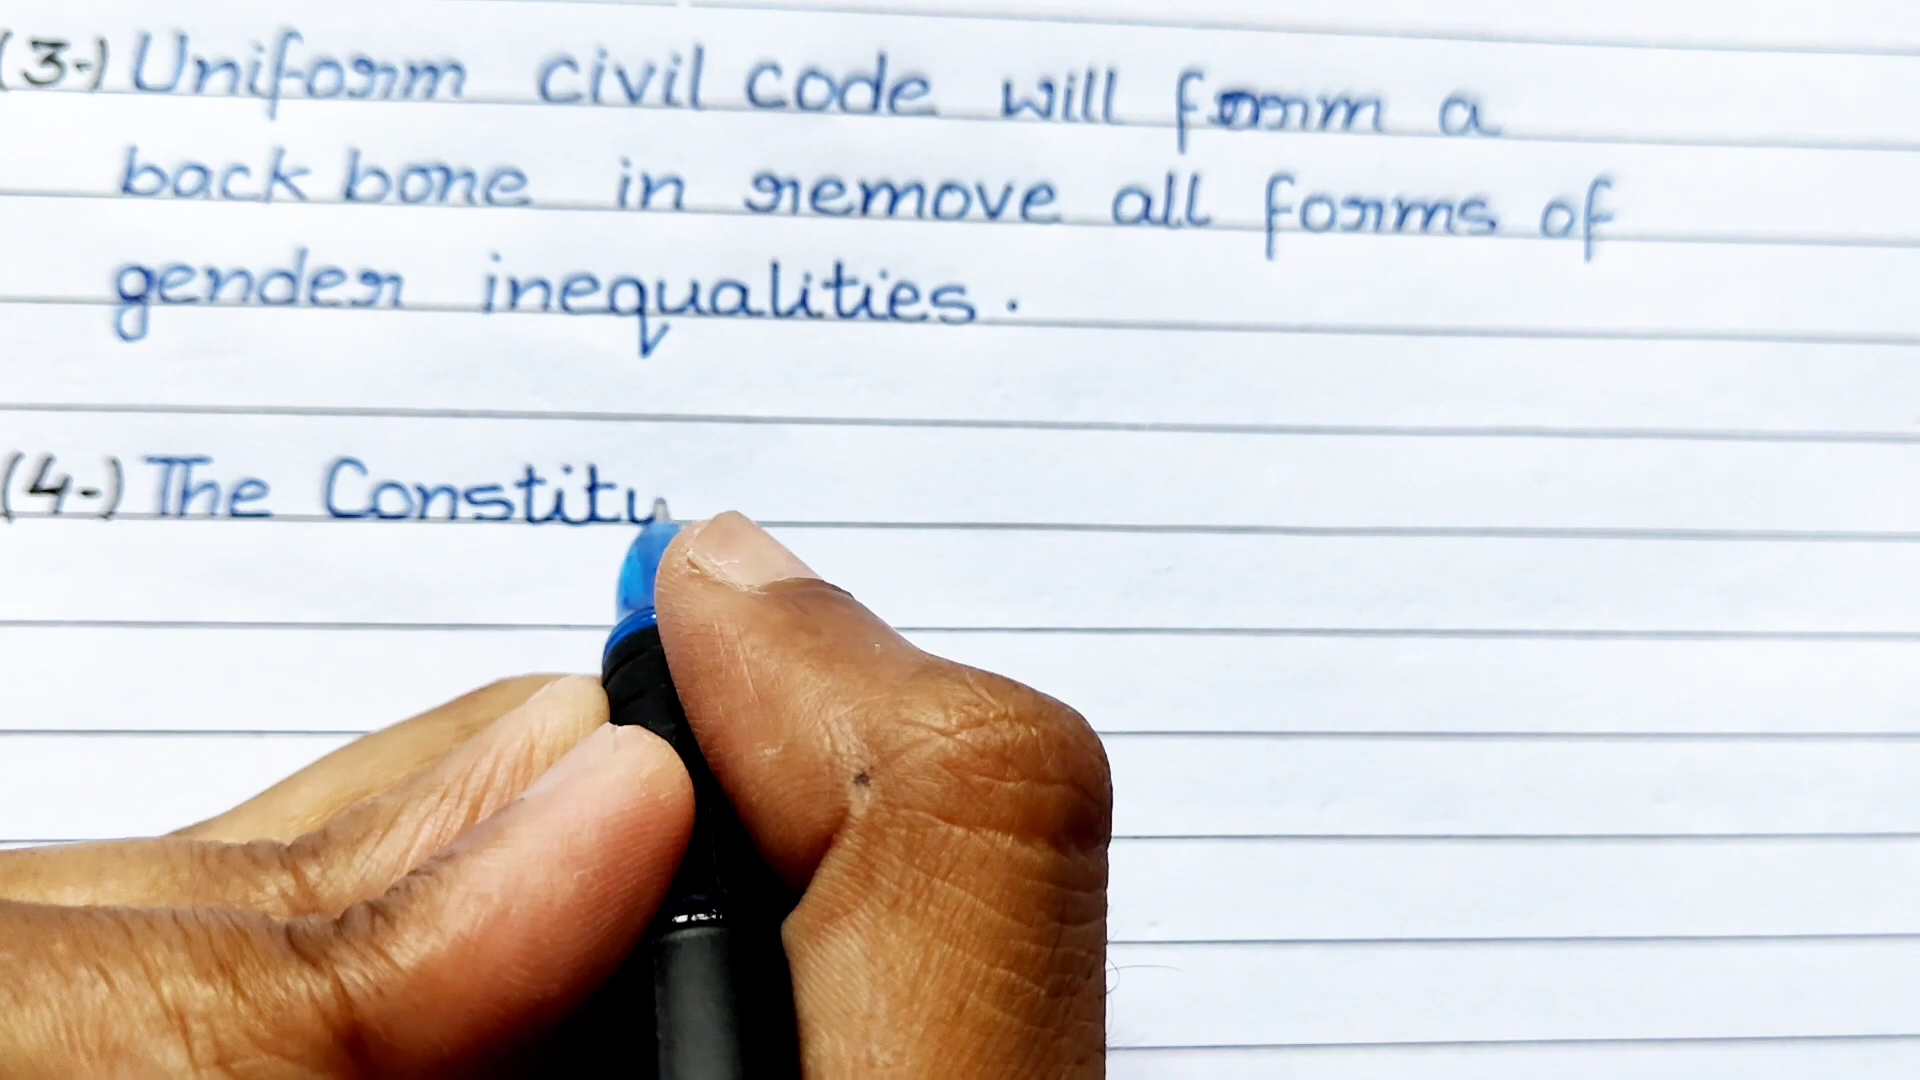 (3-) Uniform civil code will form a
back bone in remove all forms of
gender inequalities.
(4-) The Constitu